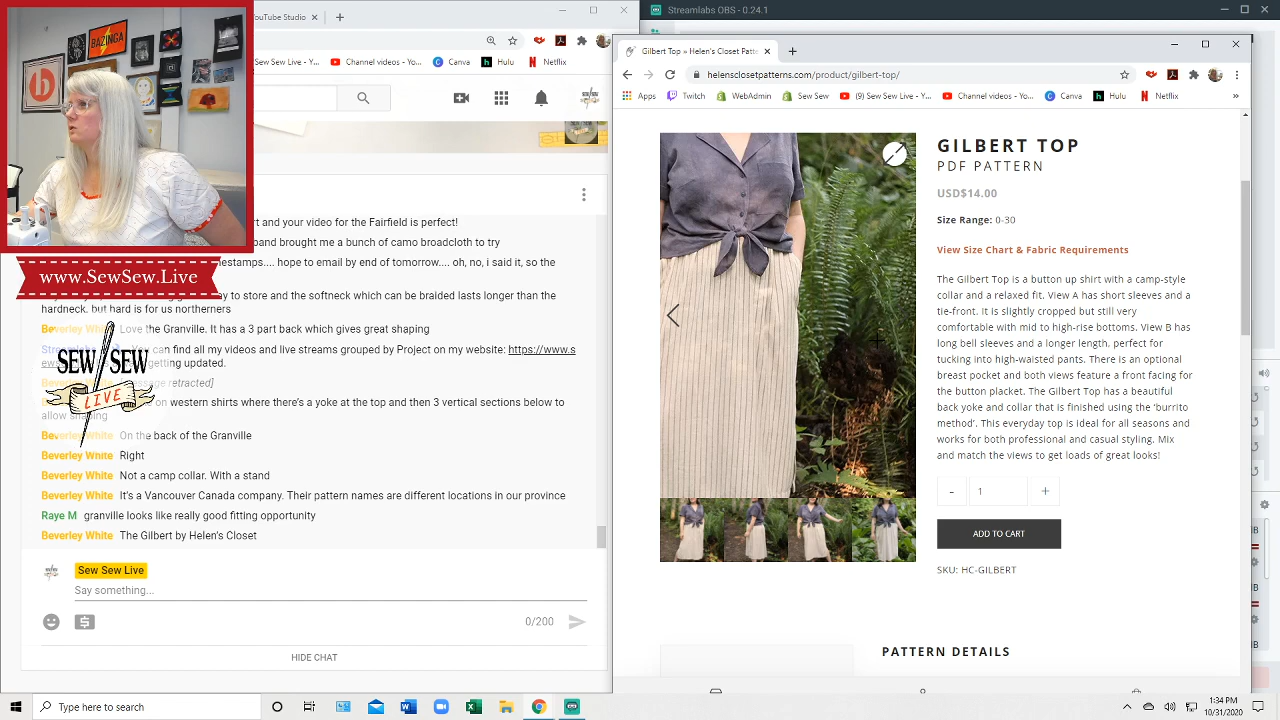 BAZINGA
b
www.SewSew.Live
SEW SEW
LIVE
YouTube Studio
Sew Sew Live - Y...
Channel videos - Y...
Canva
Hulu
Netflix
rt and your video for the Fairfield is perfect!
band brought me a bunch of camo broadcloth to try
estamps.... hope to email by end of tomorrow.... oh, no, i said it, so the
y to store and the softneck which can be braided lasts longer than the
hardneck. but hard is for us northerners
Beverley White Love the Granville. It has a 3 part back which gives great shaping
You can find all my videos and live streams grouped by Project on my website: https://www.s
getting updated.
message retracted]
on western shirts where there's a yoke at the top and then 3 vertical sections below to
allow shaping
On the back of the Granville
Beverley White Right
Beverley White Not a camp collar. With a stand
Beverley White It's a Vancouver Canada company. Their pattern names are different locations in our province
Raye M granville looks like really good fitting opportunity
Beverley White The Gilbert by Helen's Closet
Sew Sew Live
Say something...
0/200
HIDE CHAT
Streamlabs OBS - 0.24.1
Gilbert Top » Helen's Closet Patte
helensclosetpatterns.com/product/gilbert-top/
Apps
Twitch
WebAdmin
Sew Sew
(9) Sew Sew Live - Y...
Channel videos - Yo...
Canva
Hulu
Netflix
»
GILBERT TOP
PDF PATTERN
USD$14.00
Size Range: 0-30
View Size Chart & Fabric Requirements
The Gilbert Top is a button up shirt with a camp-style
collar and a relaxed fit. View A has short sleeves and a
tie-front. It is slightly cropped but still very
comfortable with mid to high-rise bottoms. View B has
long bell sleeves and a longer length, perfect for
tucking into high-waisted pants. There is an optional
breast pocket and both views feature a front facing for
the button placket. The Gilbert Top has a beautiful
back yoke and collar that is finished using the 'burrito
method'. This everyday top is ideal for all seasons and
works for both professional and casual styling. Mix
and match the views to get loads of great looks!
- 1 +
ADD TO CART
SKU: HC-GILBERT
PATTERN DETAILS
Type here to search
1:34 PM
10/31/2020